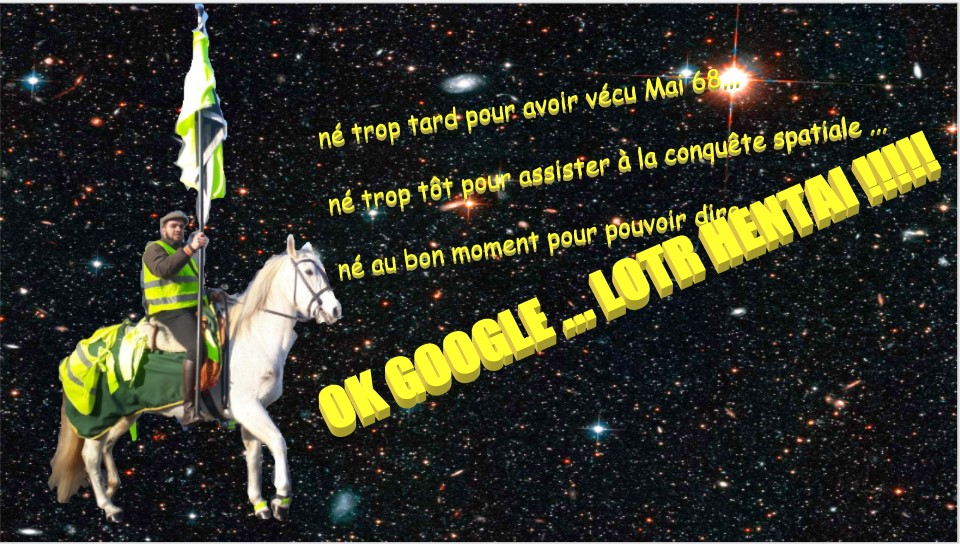 né trop tard pour avoir vécu Mai 68...
né trop tôt pour assister à la conquête spatiale ...
né au bon moment pour pouvoir dire
OK GOOGLE ... LOTR HENTAI !!!!!